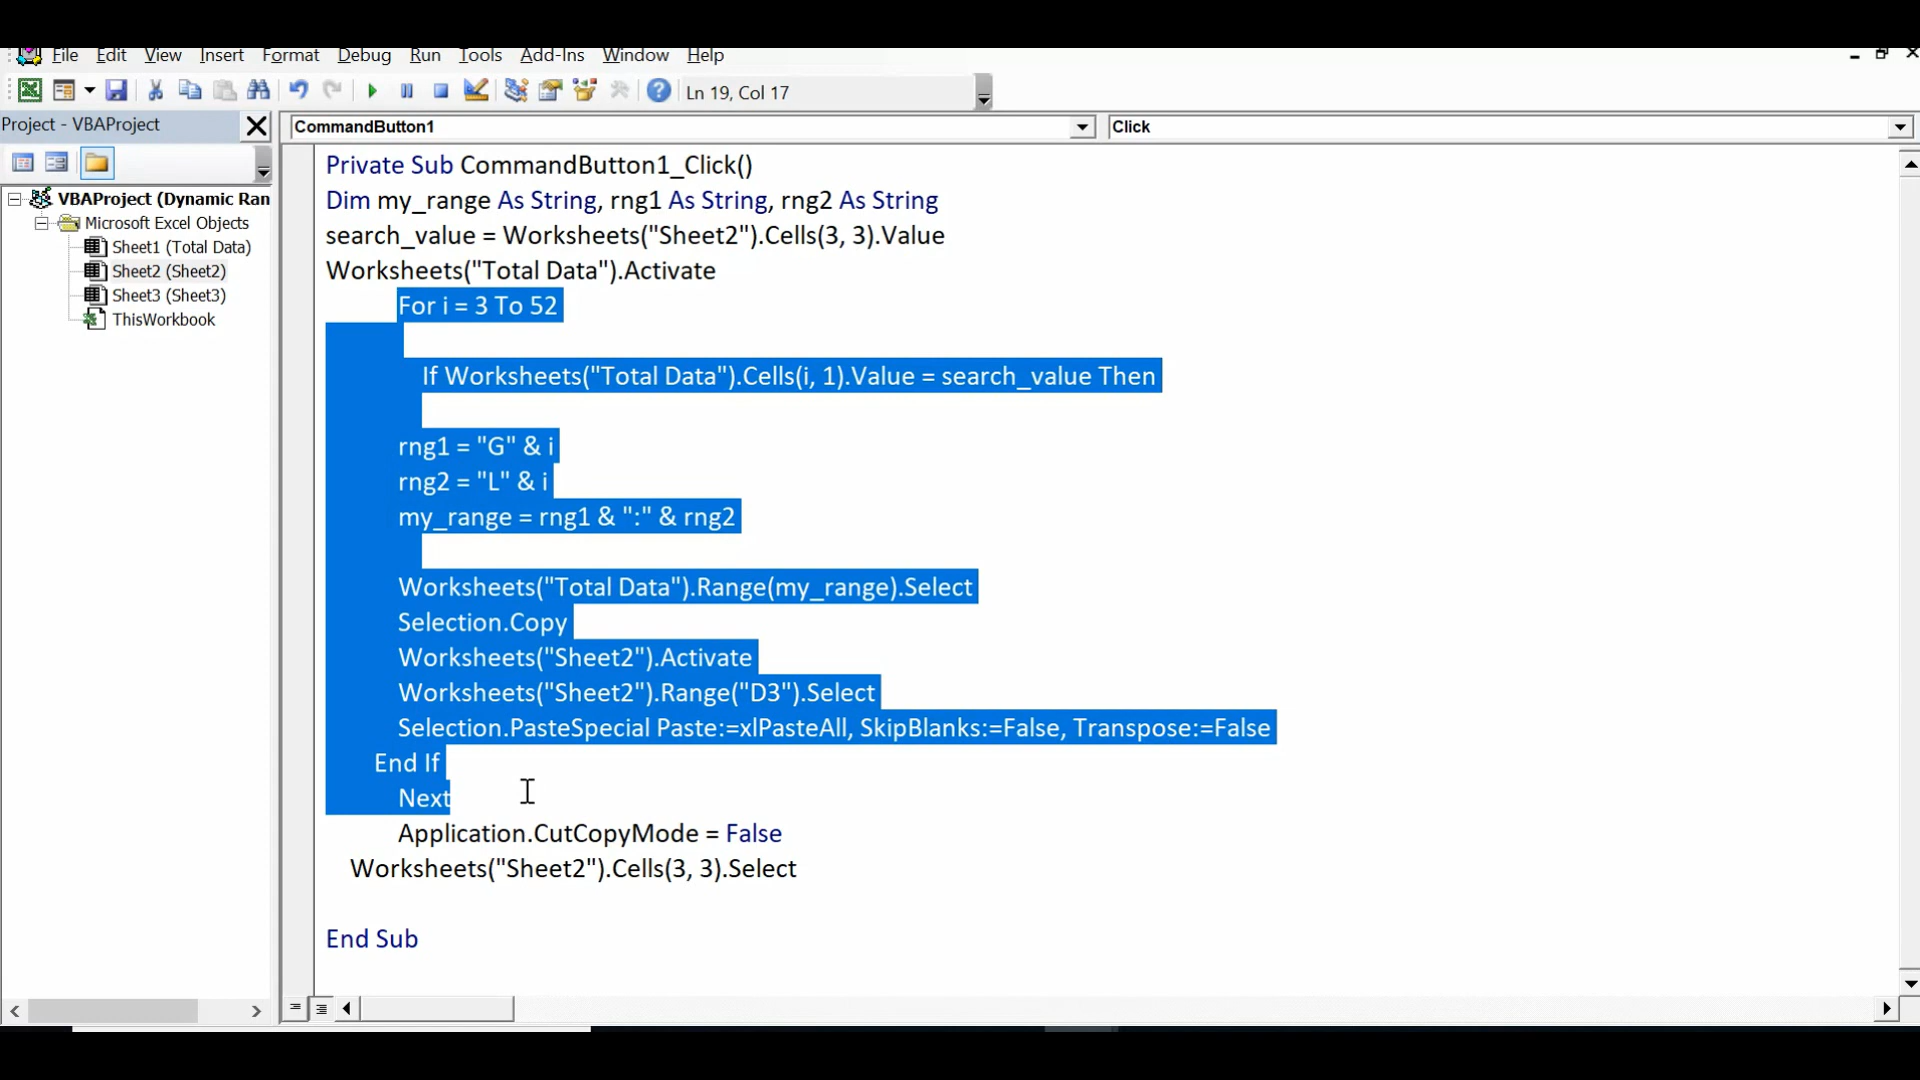 File Edit View Insert Format Debug Run Tools Add-Ins Window Help
Ln 19, Col 17
Project - VBAProject
CommandButton1
Click
VBAProject (Dynamic Ran
Microsoft Excel Objects
Sheet1 (Total Data)
Sheet2 (Sheet2)
Sheet3 (Sheet3)
ThisWorkbook
Private Sub CommandButton1_Click()
Dim my_range As String, rng1 As String, rng2 As String
search_value = Worksheets("Sheet2").Cells(3, 3).Value
Worksheets("Total Data").Activate
For i = 3 To 52
If Worksheets("Total Data").Cells(i, 1).Value = search_value Then
rng1 = "G" & i
rng2 = "L" & i
my_range = rng1 & ":" & rng2
Worksheets("Total Data").Range(my_range).Select
Selection.Copy
Worksheets("Sheet2").Activate
Worksheets("Sheet2").Range("D3").Select
Selection.PasteSpecial Paste:=xlPasteAll, SkipBlanks:=False, Transpose:=False
End If
Next
Application.CutCopyMode = False
Worksheets("Sheet2").Cells(3, 3).Select
End Sub